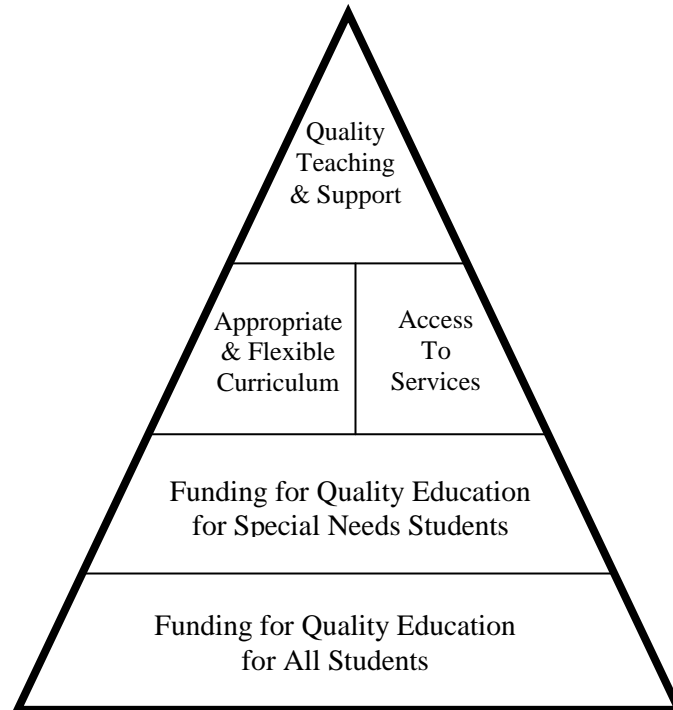 Quality
Teaching
& Support
Appropriate
& Flexible
Curriculum
Access
To
Services
Funding for Quality Education
for Special Needs Students
Funding for Quality Education
for All Students